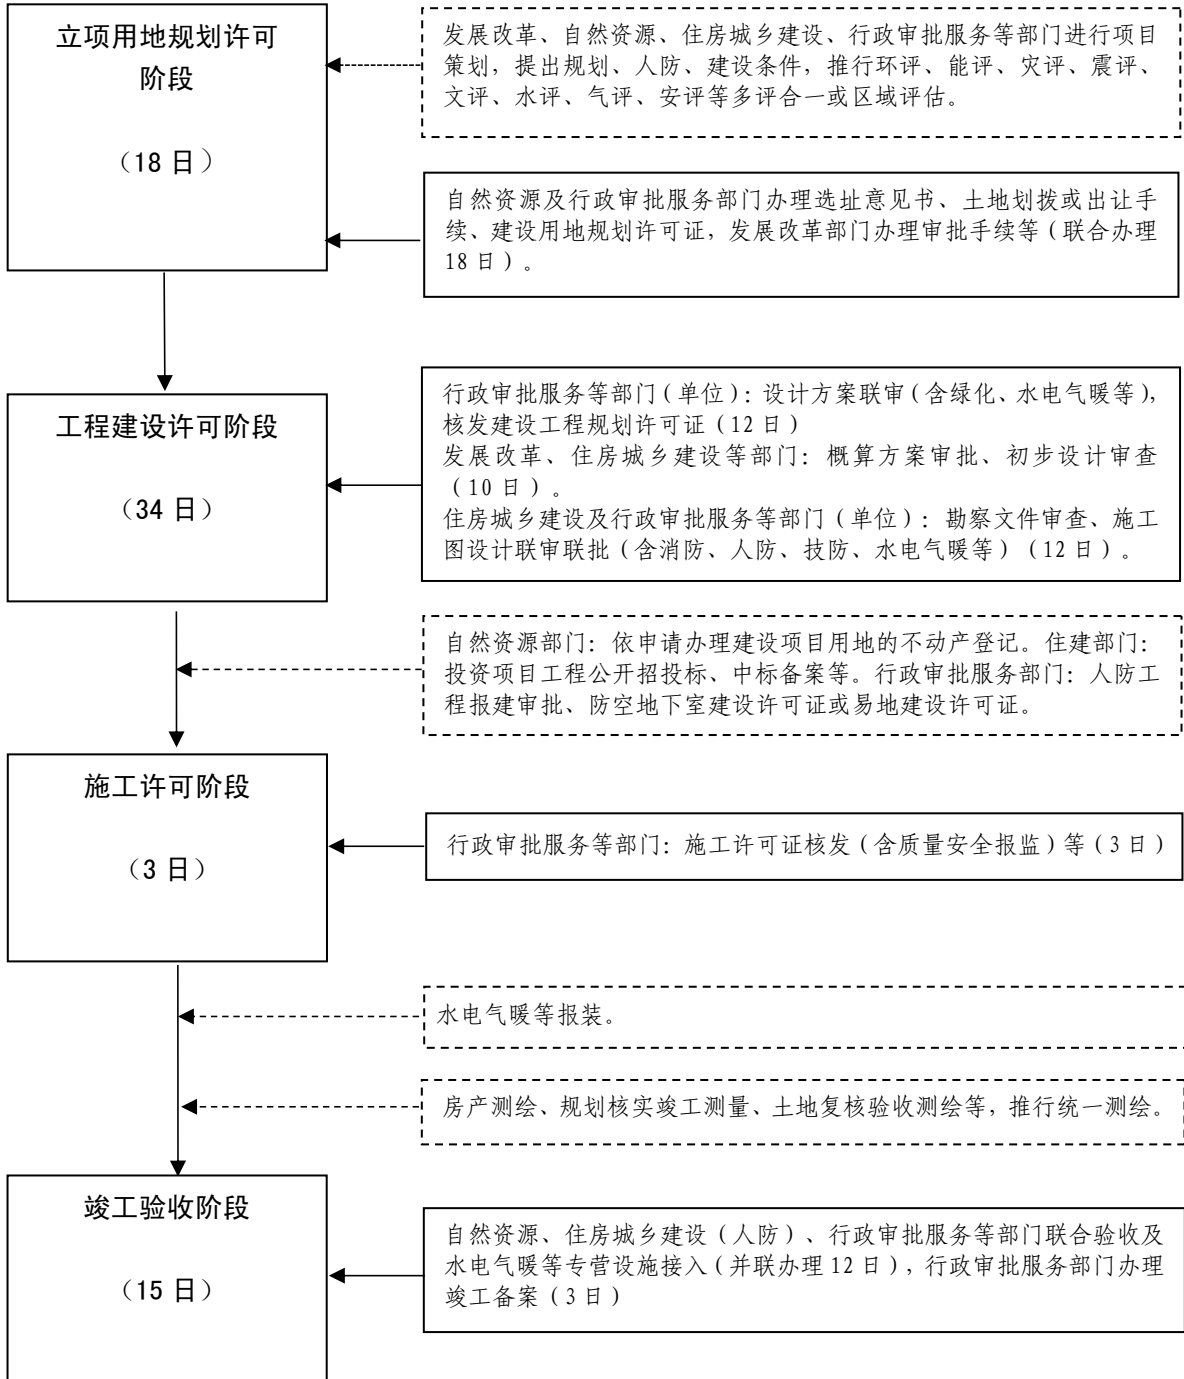 立项用地规划许可
阶段
（18 日）
发展改革、自然资源、住房城乡建设、行政审批服务等部门进行项目
策划，提出规划、人防、建设条件，推行环评、能评、灾评、震评、
文评、水评、气评、安评等多评合一或区域评估。
自然资源及行政审批服务部门办理选址意见书、土地划拨或出让手
续、建设用地规划许可证，发展改革部门办理审批手续等（联合办理
18 日）。
工程建设许可阶段
（34 日）
行政审批服务等部门（单位）：设计方案联审（含绿化、水电气暖等），
核发建设工程规划许可证（12 日）
发展改革、住房城乡建设等部门：概算方案审批、初步设计审查
（10 日）。
住房城乡建设及行政审批服务等部门（单位）：勘察文件审查、施工
图设计联审联批（含消防、人防、技防、水电气暖等）（12 日）。
自然资源部门：依申请办理建设项目用地的不动产登记。住建部门：
投资项目工程公开招投标、中标备案等。行政审批服务部门：人防工
程报建审批、防空地下室建设许可证或易地建设许可证。
施工许可阶段
（3 日）
行政审批服务等部门：施工许可证核发（含质量安全报监）等（3 日）
水电气暖等报装。
房产测绘、规划核实竣工测量、土地复核验收测绘等，推行统一测绘。
竣工验收阶段
（15 日）
自然资源、住房城乡建设（人防）、行政审批服务等部门联合验收及
水电气暖等专营设施接入（并联办理 12 日），行政审批服务部门办理
竣工备案（3 日）